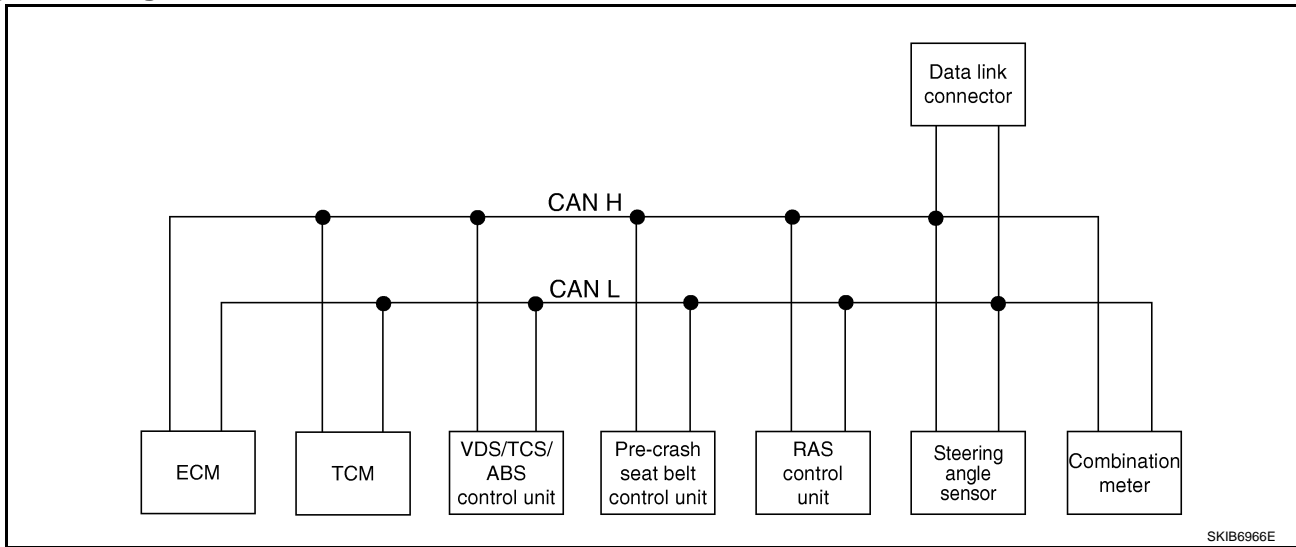 Data link
connector
CAN H
CAN L
ECM
TCM
VDS/TCS/
ABS
control unit
Pre-crash
seat belt
control unit
RAS
control
unit
Steering
angle
sensor
Combination
meter
SKIB6966E